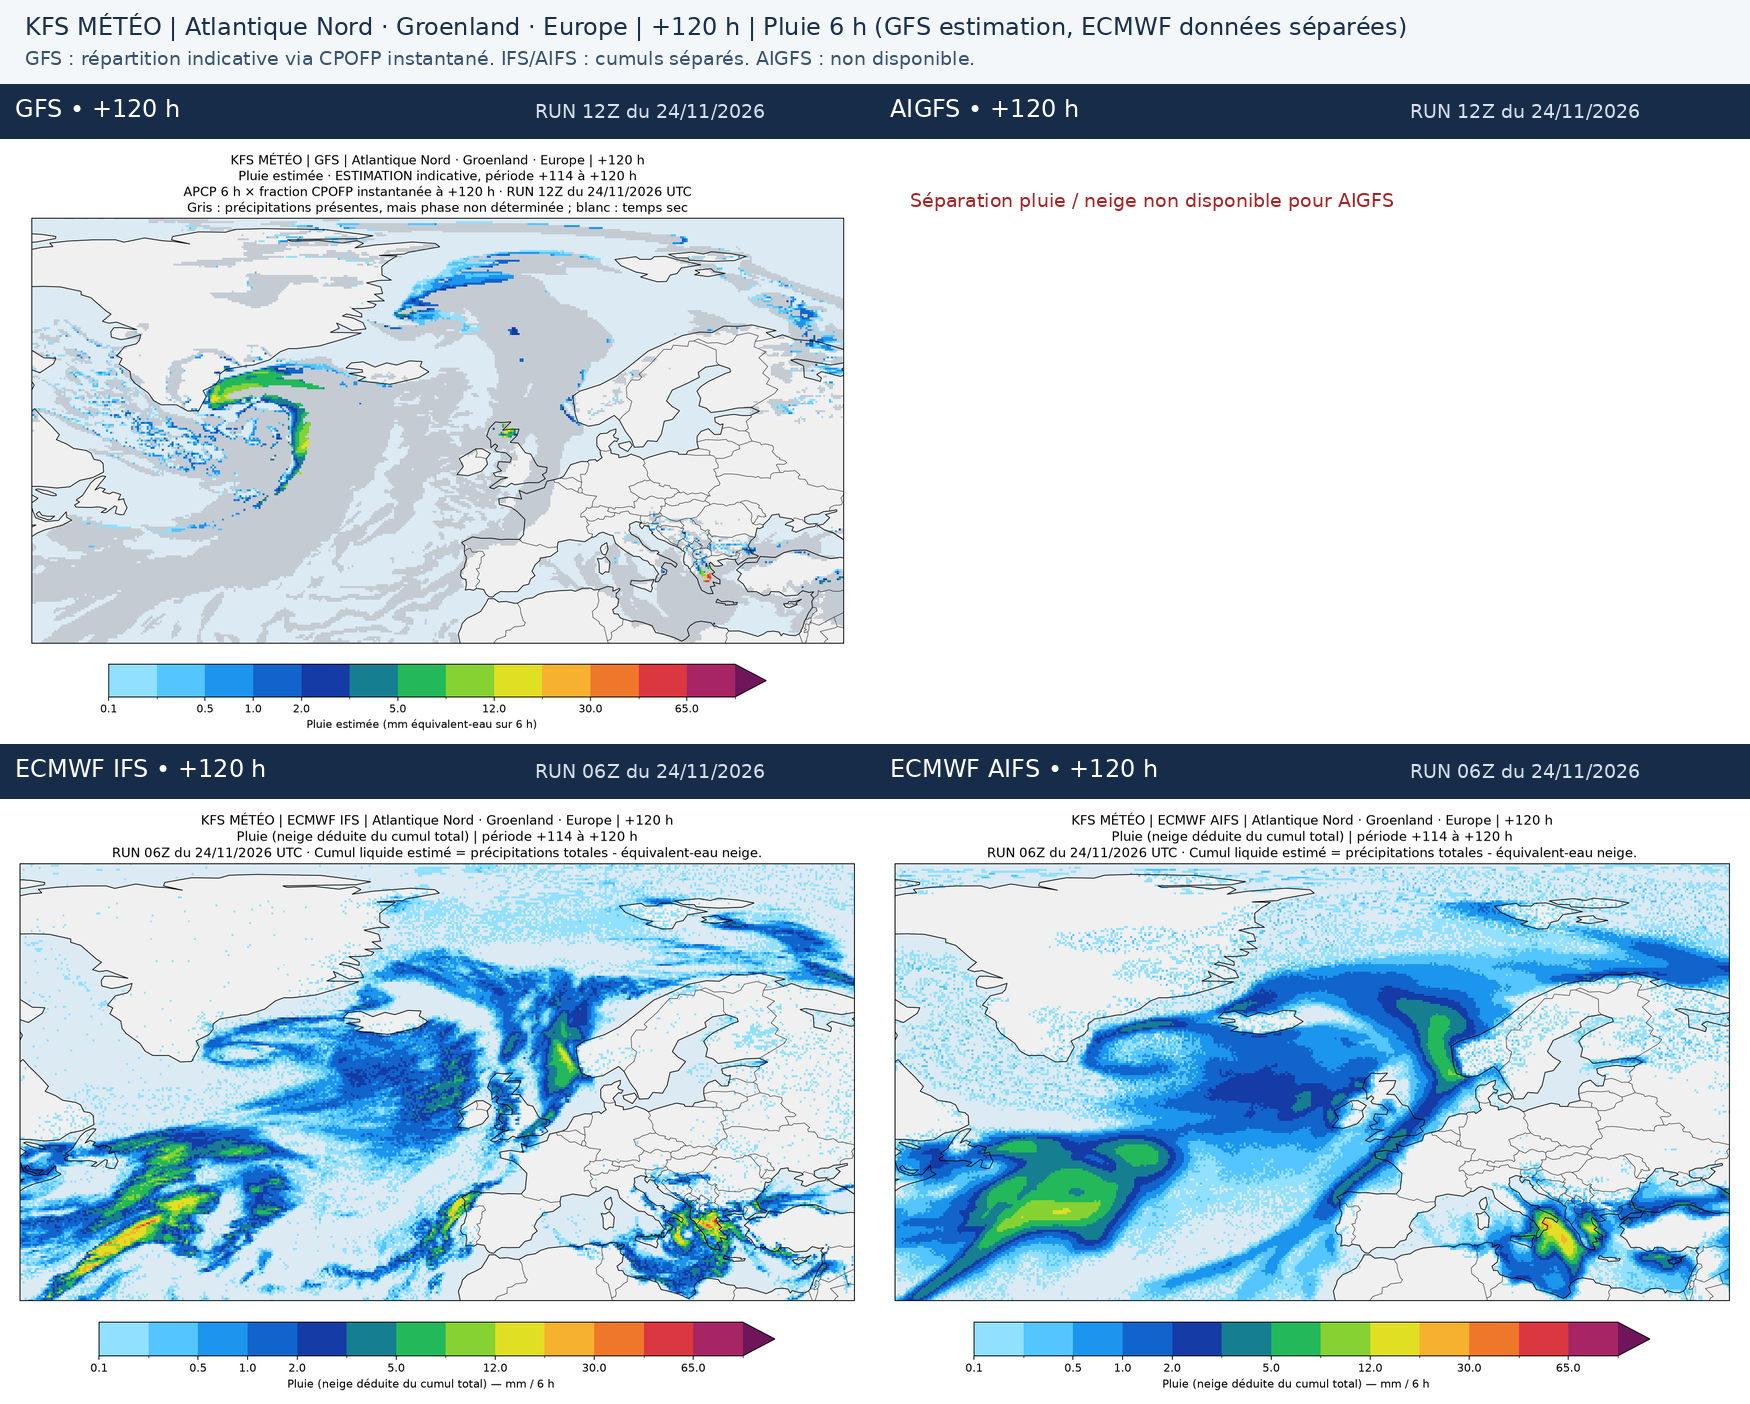 KFS MÉTÉO | Atlantique Nord · Groenland · Europe | +120 h | Pluie 6 h (GFS estimation, ECMWF données séparées)
GFS : répartition indicative via CPOFP instantané. IFS/AIFS : cumuls séparés. AIGFS : non disponible.
GFS • +120 h
RUN 12Z du 24/11/2026
AIGFS • +120 h
RUN 12Z du 24/11/2026
KFS MÉTÉO | GFS | Atlantique Nord · Groenland · Europe | +120 h
Pluie estimée · ESTIMATION indicative, période +114 à +120 h
APCP 6 h × fraction CPOFP instantanée à +120 h · RUN 12Z du 24/11/2026 UTC
Gris : précipitations présentes, mais phase non déterminée ; blanc : temps sec
Séparation pluie / neige non disponible pour AIGFS
0.1 0.5 1.0 2.0 5.0 12.0 30.0 65.0
Pluie estimée (mm équivalent-eau sur 6 h)
ECMWF IFS • +120 h
RUN 06Z du 24/11/2026
ECMWF AIFS • +120 h
RUN 06Z du 24/11/2026
KFS MÉTÉO | ECMWF IFS | Atlantique Nord · Groenland · Europe | +120 h
Pluie (neige déduite du cumul total) | période +114 à +120 h
RUN 06Z du 24/11/2026 UTC · Cumul liquide estimé = précipitations totales - équivalent-eau neige.
KFS MÉTÉO | ECMWF AIFS | Atlantique Nord · Groenland · Europe | +120 h
Pluie (neige déduite du cumul total) | période +114 à +120 h
RUN 06Z du 24/11/2026 UTC · Cumul liquide estimé = précipitations totales - équivalent-eau neige.
0.1 0.5 1.0 2.0 5.0 12.0 30.0 65.0
Pluie (neige déduite du cumul total) — mm / 6 h
0.1 0.5 1.0 2.0 5.0 12.0 30.0 65.0
Pluie (neige déduite du cumul total) — mm / 6 h